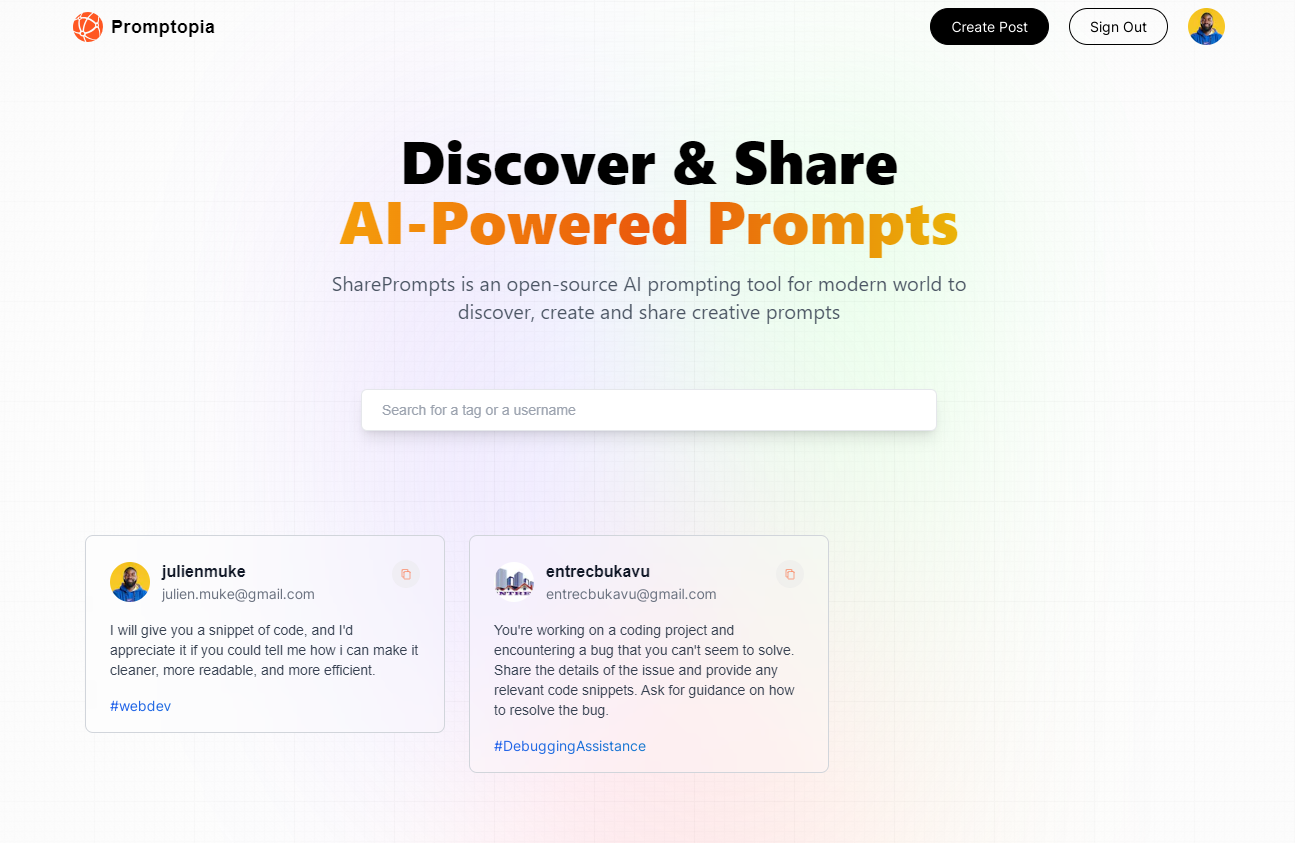 Promptopia
Create Post
Sign Out
Discover & Share
AI-Powered Prompts
SharePrompts is an open-source AI prompting tool for modern world to
discover, create and share creative prompts
Search for a tag or a username
julienmuke
julien.muke@gmail.com
I will give you a snippet of code, and I'd
appreciate it if you could tell me how i can make it
cleaner, more readable, and more efficient.
#webdev
entrecbukavu
entrecbukavu@gmail.com
You're working on a coding project and
encountering a bug that you can't seem to solve.
Share the details of the issue and provide any
relevant code snippets. Ask for guidance on how
to resolve the bug.
#DebuggingAssistance